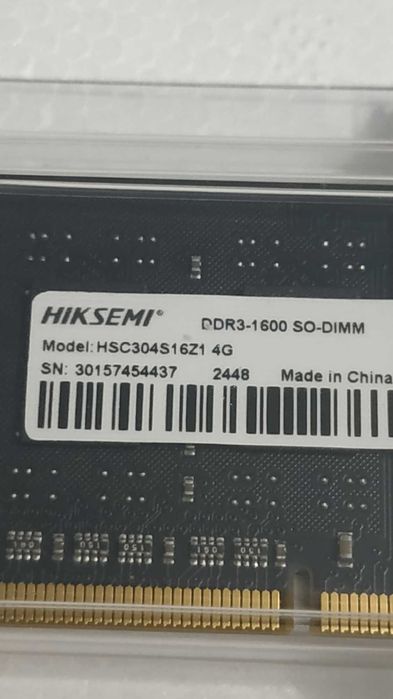 HIKSEMI® DDR3-1600 SO-DIMM
Model: HSC304S16Z1 4G
SN: 30157454437 2448 Made in China